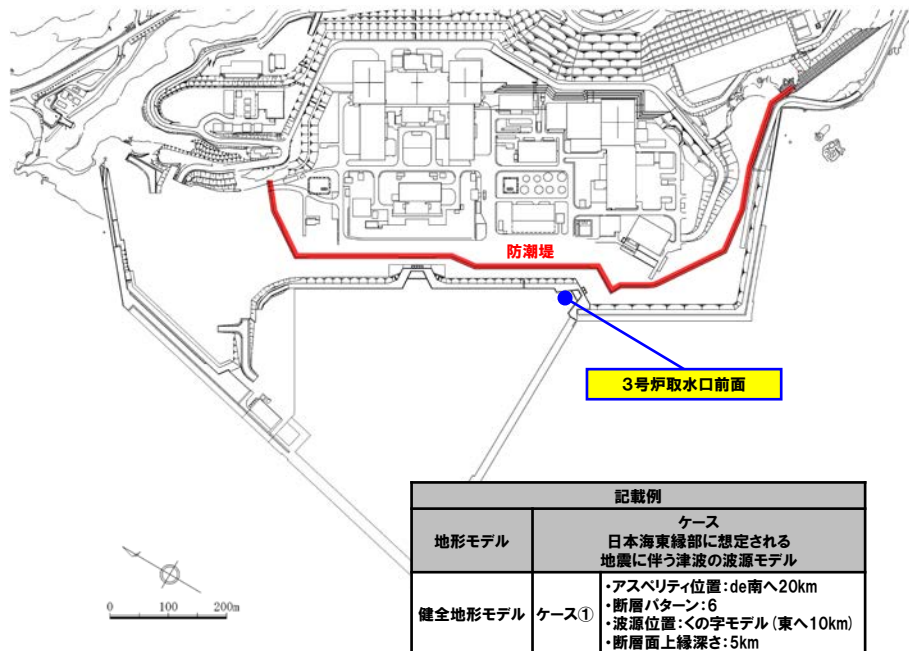 防潮堤
3号炉取水口前面
記載例
地形モデル
ケース
日本海東縁部に想定される
地震に伴う津波の波源モデル
健全地形モデル
ケース①
・アスペリティ位置:de南へ20km
・断層パターン:6
・波源位置:くの字モデル(東へ10km)
・断層面上縁深さ:5km
0 100 200m